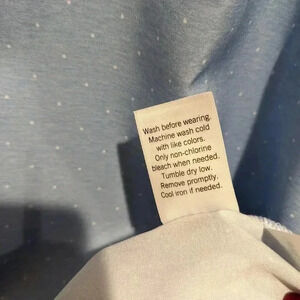 Wash before wearing.
Machine wash cold
with like colors.
Only non-chlorine
bleach when needed.
Tumble dry low.
Remove promptly.
Cool iron if needed.